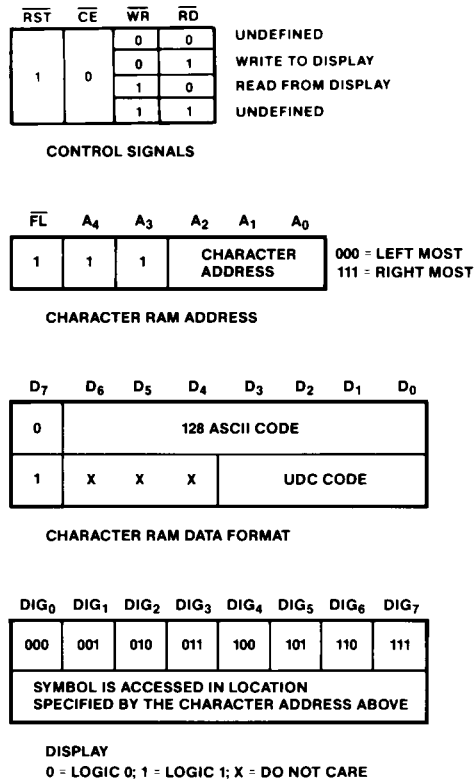 RST CE WR RD
1 0 0 0 UNDEFINED
0 1 WRITE TO DISPLAY
1 0 READ FROM DISPLAY
1 1 UNDEFINED
CONTROL SIGNALS
FL A4 A3 A2 A1 A0
1 1 1 CHARACTER ADDRESS 000 = LEFT MOST
111 = RIGHT MOST
CHARACTER RAM ADDRESS
D7 D6 D5 D4 D3 D2 D1 D0
0 128 ASCII CODE
1 X X X UDC CODE
CHARACTER RAM DATA FORMAT
DIG0 DIG1 DIG2 DIG3 DIG4 DIG5 DIG6 DIG7
000 001 010 011 100 101 110 111
SYMBOL IS ACCESSED IN LOCATION
SPECIFIED BY THE CHARACTER ADDRESS ABOVE
DISPLAY
0 = LOGIC 0; 1 = LOGIC 1; X = DO NOT CARE